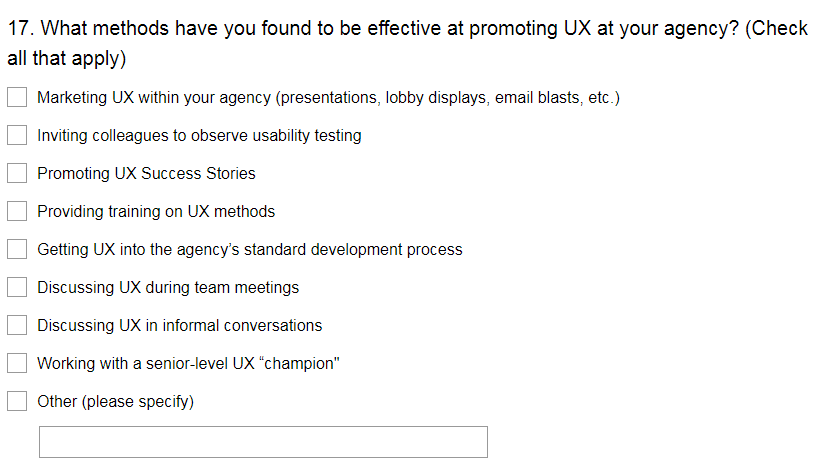 17. What methods have you found to be effective at promoting UX at your agency? (Check
all that apply)
Marketing UX within your agency (presentations, lobby displays, email blasts, etc.)
Inviting colleagues to observe usability testing
Promoting UX Success Stories
Providing training on UX methods
Getting UX into the agency’s standard development process
Discussing UX during team meetings
Discussing UX in informal conversations
Working with a senior-level UX “champion"
Other (please specify)